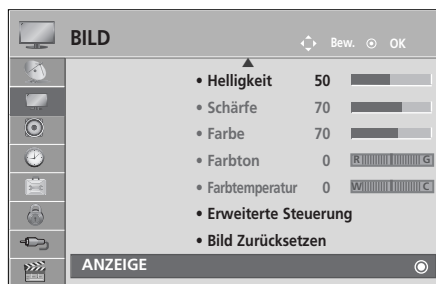 BILD
Bew. OK
• Helligkeit 50
• Schärfe 70
• Farbe 70
• Farbton 0 R G
• Farbtemperatur 0 W C
• Erweiterte Steuerung
• Bild Zurücksetzen
ANZEIGE